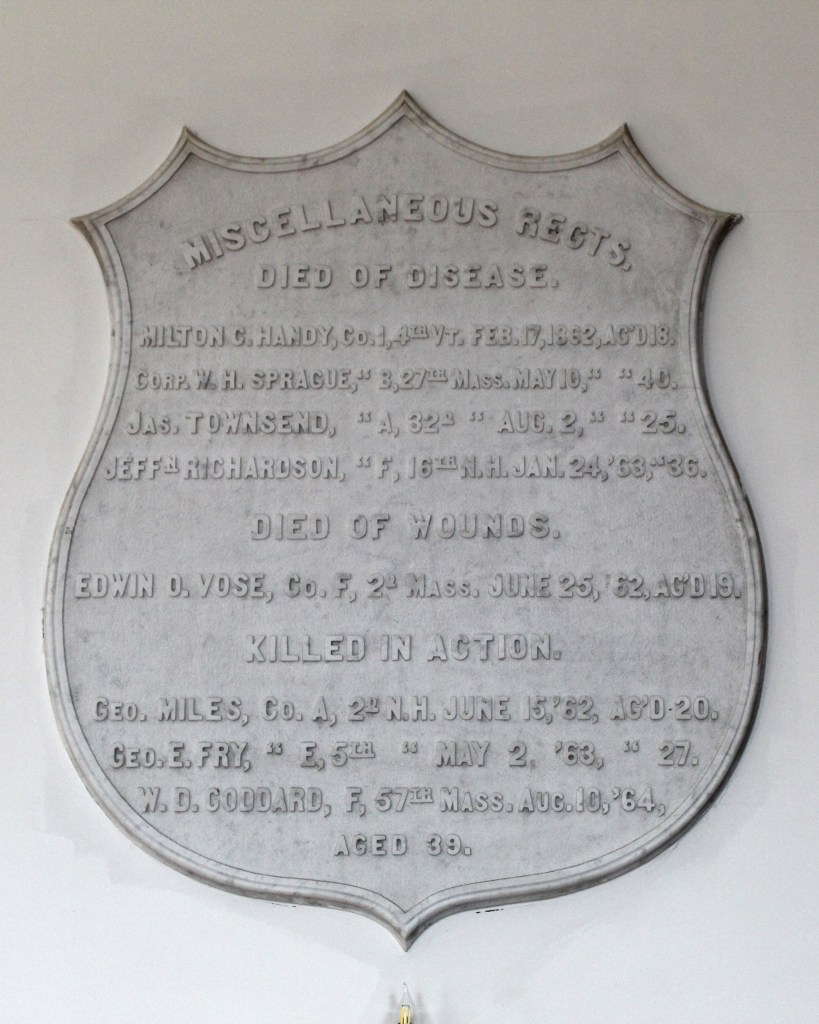 MISCELLANEOUS REGTS.
DIED OF DISEASE.
MILTON C. HANDY, CO. I, 4TH VT. FEB. 17, 1862, AG'D 18.
CORP. W. H. SPRAGUE, " B, 27TH MASS. MAY 10, " " 40.
JAS. TOWNSEND, " A, 32D " AUG. 2, " " 25.
JEFFN RICHARDSON, " F, 16TH N.H. JAN. 24, '63, " 36.
DIED OF WOUNDS.
EDWIN O. VOSE, CO. F, 2D MASS. JUNE 25, '62, AG'D 19.
KILLED IN ACTION.
GEO. MILES, CO. A, 2D N.H. JUNE 15, '62, AG'D 20.
GEO. E. FRY, " E, 5TH " MAY 2, '63, " 27.
W. D. GODDARD, F, 57TH MASS. AUG. 10, '64,
AGED 39.